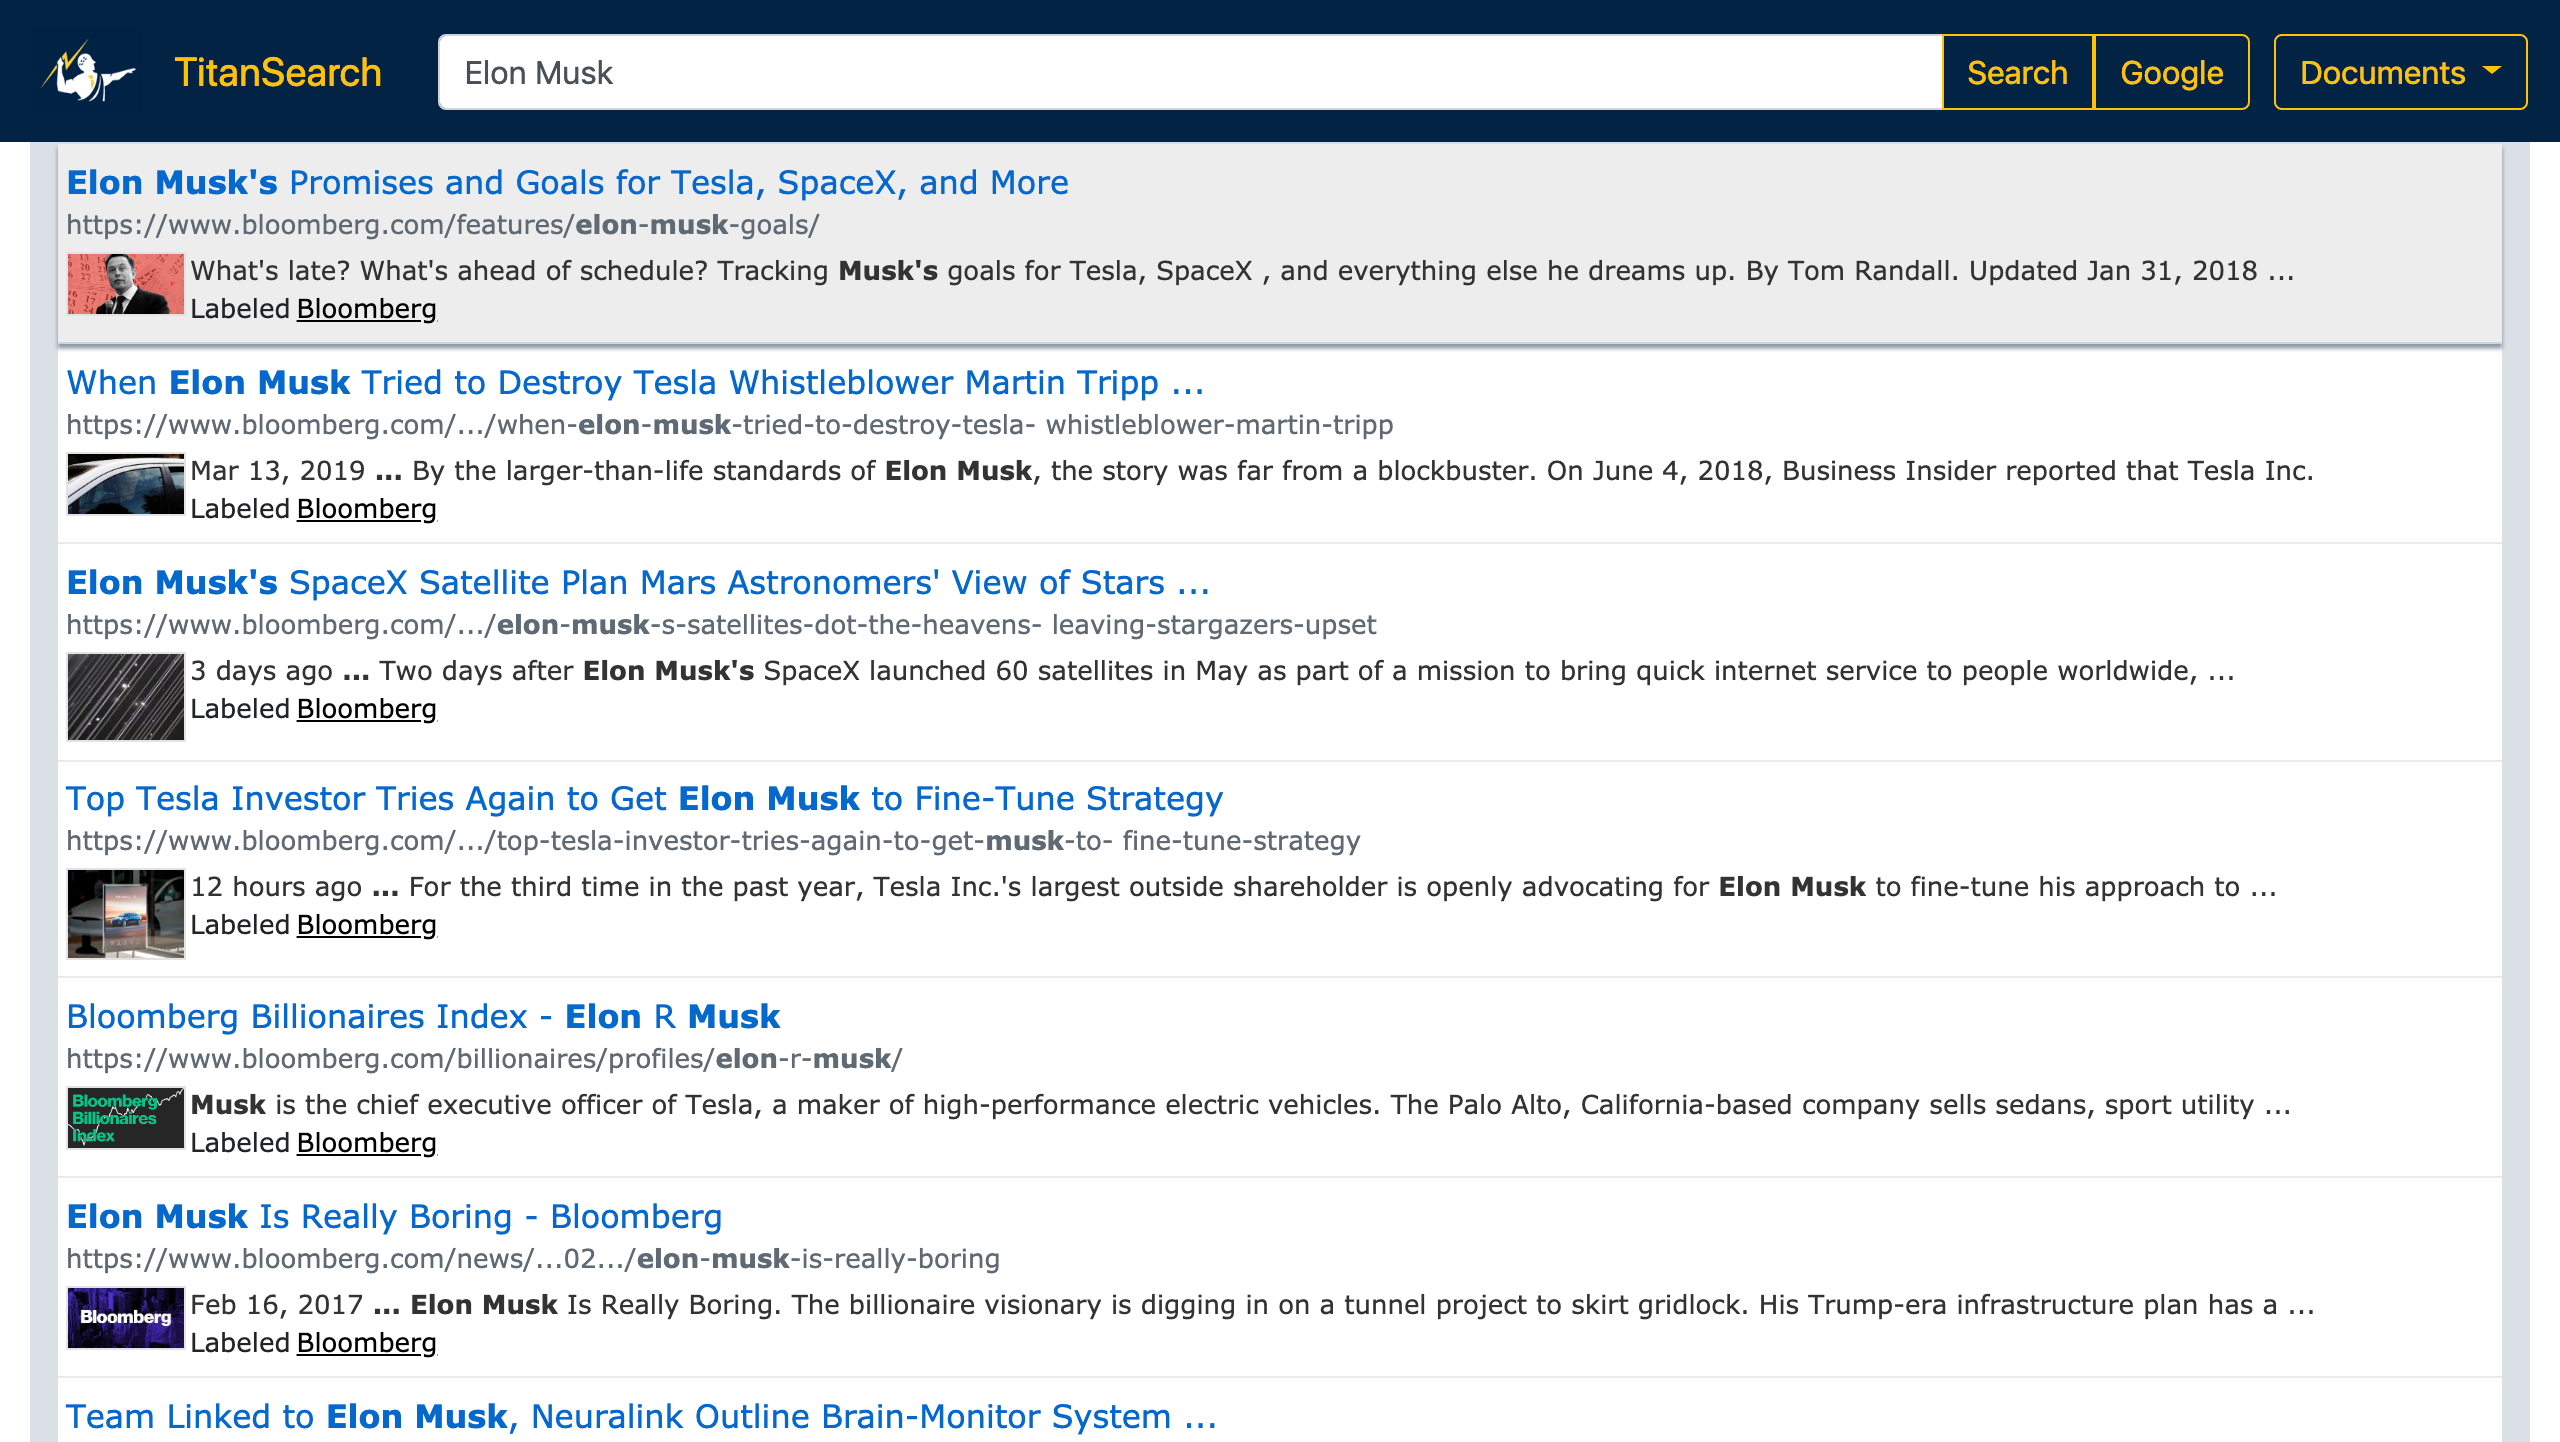 TitanSearch
Elon Musk
Search
Google
Documents
Elon Musk's Promises and Goals for Tesla, SpaceX, and More
https://www.bloomberg.com/features/elon-musk-goals/
What's late? What's ahead of schedule? Tracking Musk's goals for Tesla, SpaceX , and everything else he dreams up. By Tom Randall. Updated Jan 31, 2018 ...
Labeled Bloomberg
When Elon Musk Tried to Destroy Tesla Whistleblower Martin Tripp ...
https://www.bloomberg.com/.../when-elon-musk-tried-to-destroy-tesla- whistleblower-martin-tripp
Mar 13, 2019 ... By the larger-than-life standards of Elon Musk, the story was far from a blockbuster. On June 4, 2018, Business Insider reported that Tesla Inc.
Labeled Bloomberg
Elon Musk's SpaceX Satellite Plan Mars Astronomers' View of Stars ...
https://www.bloomberg.com/.../elon-musk-s-satellites-dot-the-heavens- leaving-stargazers-upset
3 days ago ... Two days after Elon Musk's SpaceX launched 60 satellites in May as part of a mission to bring quick internet service to people worldwide, ...
Labeled Bloomberg
Top Tesla Investor Tries Again to Get Elon Musk to Fine-Tune Strategy
https://www.bloomberg.com/.../top-tesla-investor-tries-again-to-get-musk-to- fine-tune-strategy
12 hours ago ... For the third time in the past year, Tesla Inc.'s largest outside shareholder is openly advocating for Elon Musk to fine-tune his approach to ...
Labeled Bloomberg
Bloomberg Billionaires Index - Elon R Musk
https://www.bloomberg.com/billionaires/profiles/elon-r-musk/
Bloomberg
Billionaires
Index
Musk is the chief executive officer of Tesla, a maker of high-performance electric vehicles. The Palo Alto, California-based company sells sedans, sport utility ...
Labeled Bloomberg
Elon Musk Is Really Boring - Bloomberg
https://www.bloomberg.com/news/...02.../elon-musk-is-really-boring
Bloomberg
Feb 16, 2017 ... Elon Musk Is Really Boring. The billionaire visionary is digging in on a tunnel project to skirt gridlock. His Trump-era infrastructure plan has a ...
Labeled Bloomberg
Team Linked to Elon Musk, Neuralink Outline Brain-Monitor System ...